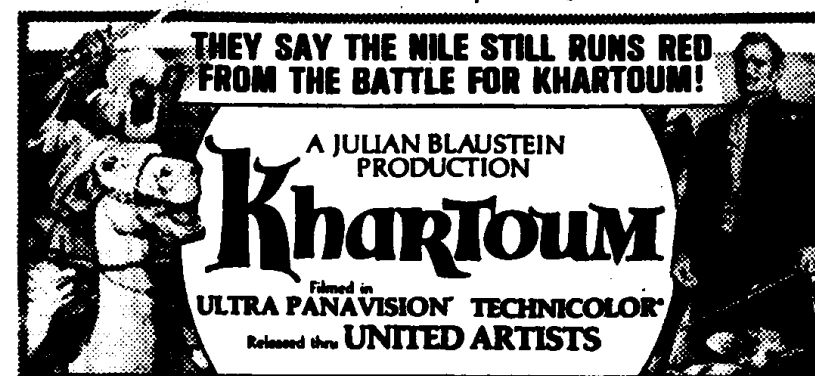 THEY SAY THE NILE STILL RUNS RED
FROM THE BATTLE FOR KHARTOUM!
A JULIAN BLAUSTEIN
PRODUCTION
KhaRToUM
Filmed in
ULTRA PANAVISION® TECHNICOLOR®
Released thru UNITED ARTISTS